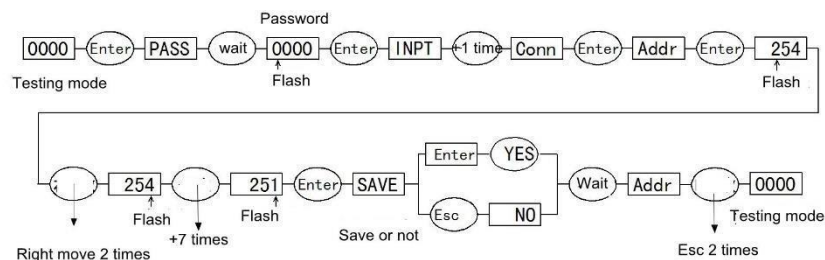 Password
0000 Enter PASS wait 0000 Enter INPT +1 time Conn Enter Addr Enter 254
Testing mode Flash Flash
254 251 Enter SAVE Enter YES Esc NO Wait Addr 0000
Flash Flash Save or not Testing mode
Right move 2 times +7 times Esc 2 times